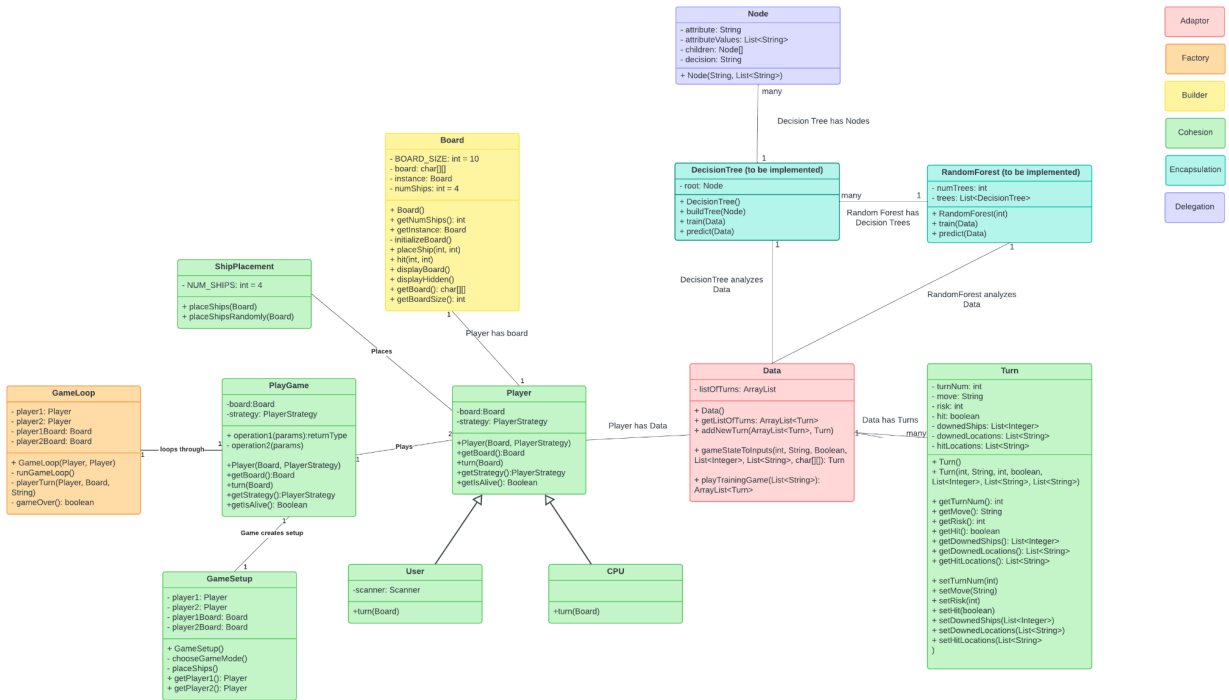 Node
- attribute: String
- attributeValues: List<String>
- children: Node[]
- decision: String
+ Node(String, List<String>)
many
Decision Tree has Nodes
1
Adaptor
Factory
Builder
Cohesion
Encapsulation
Delegation
Board
- BOARD_SIZE: int = 10
- board: char[][]
- instance: Board
- numShips: int = 4
+ Board()
+ getNumShips(): int
+ getInstance: Board
- initializeBoard()
+ placeShip(int, int)
+ hit(int, int)
+ displayBoard()
+ displayHidden()
+ getBoard(): char[][]
+ getBoardSize(): int
1
Player has board
1
DecisionTree (to be implemented)
- root: Node
+ DecisionTree()
+ buildTree(Node)
+ train(Data)
+ predict(Data)
many
1
Random Forest has
Decision Trees
RandomForest (to be implemented)
- numTrees: int
- trees: List<DecisionTree>
+ RandomForest(int)
+ train(Data)
+ predict(Data)
1
DecisionTree analyzes
Data
1
RandomForest analyzes
Data
ShipPlacement
- NUM_SHIPS: int = 4
+ placeShips(Board)
+ placeShipsRandomly(Board)
Places
GameLoop
- player1: Player
- player2: Player
- player1Board: Board
- player2Board: Board
+ GameLoop(Player, Player)
- runGameLoop()
- playerTurn(Player, Board,
String)
- gameOver(): boolean
1
loops through
1
PlayGame
-board:Board
-strategy: PlayerStrategy
+ operation1(params):returnType
- operation2(params)
+Player(Board, PlayerStrategy)
+getBoard():Board
+turn(Board)
+getStrategy():PlayerStrategy
+getIsAlive(): Boolean
1
Plays
2
1
Game creates setup
1
Player
-board:Board
-strategy: PlayerStrategy
+Player(Board, PlayerStrategy)
+getBoard():Board
+turn(Board)
+getStrategy():PlayerStrategy
+getIsAlive(): Boolean
Player has Data
Data
- listOfTurns: ArrayList
+ Data()
+ getListOfTurns: ArrayList<Turn>
+ addNewTurn(ArrayList<Turn>, Turn)
+ gameStateToInputs(int, String, Boolean,
List<Integer>, List<String>, char[][]): Turn
+ playTrainingGame(List<String>):
ArrayList<Turn>
Data has Turns
1
many
Turn
- turnNum: int
- move: String
- risk: int
- hit: boolean
- downedShips: List<Integer>
- downedLocations: List<String>
- hitLocations: List<String>
+ Turn()
+ Turn(int, String, int, boolean,
List<Integer>, List<String>, List<String>)
+ getTurnNum(): int
+ getMove(): String
+ getRisk(): int
+ getHit(): boolean
+ getDownedShips(): List<Integer>
+ getDownedLocations(): List<String>
+ getHitLocations(): List<String>
+ setTurnNum(int)
+ setMove(String)
+ setRisk(int)
+ setHit(boolean)
+ setDownedShips(List<Integer>)
+ setDownedLocations(List<String>)
+ setHitLocations(List<String>
)
GameSetup
- player1: Player
- player2: Player
- player1Board: Board
- player2Board: Board
+ GameSetup()
- chooseGameMode()
- placeShips()
+ getPlayer1(): Player
+ getPlayer2(): Player
User
-scanner: Scanner
+turn(Board)
CPU
+turn(Board)